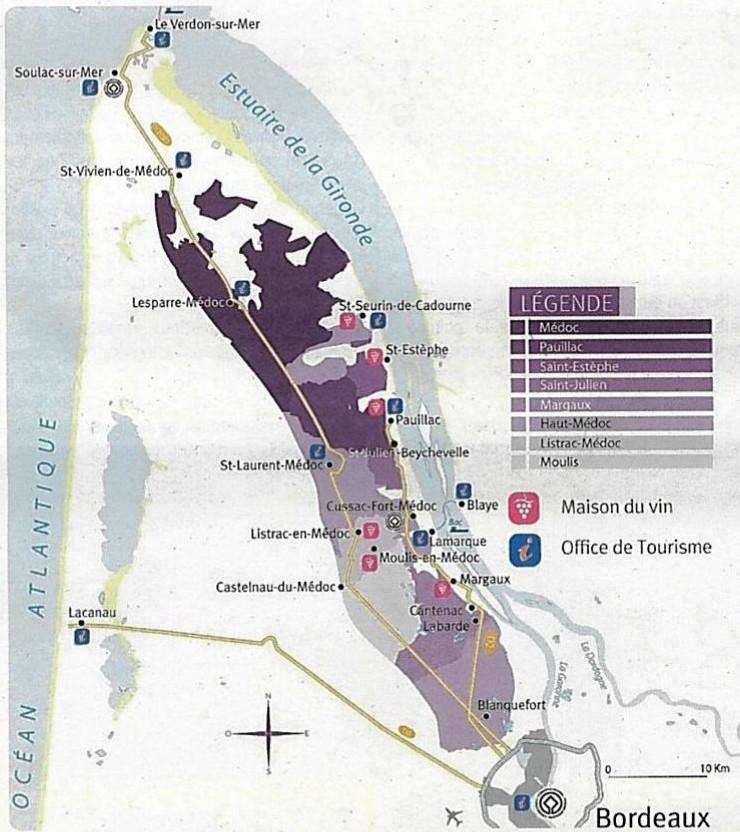 Le Verdon-sur-Mer
Soulac-sur-Mer
Estuaire de la Gironde
St-Vivien-de-Médoc
Lesparre-Médoc
St-Seurin-de-Cadourne
St-Estèphe
Pauillac
St-Julien-Beychevelle
St-Laurent-Médoc
Cussac-Fort-Médoc
Blaye
Bac
Listrac-en-Médoc
Lamarque
Moulis-en-Médoc
Castelnau-du-Médoc
Margaux
Cantenac
Labarde
Lacanau
OCÉAN ATLANTIQUE
La Dordogne
La Garonne
Blanquefort
N
O
E
S
0 10 Km
Bordeaux
LÉGENDE
Médoc
Pauillac
Saint-Estèphe
Saint-Julien
Margaux
Haut-Médoc
Listrac-Médoc
Moulis
Maison du vin
Office de Tourisme